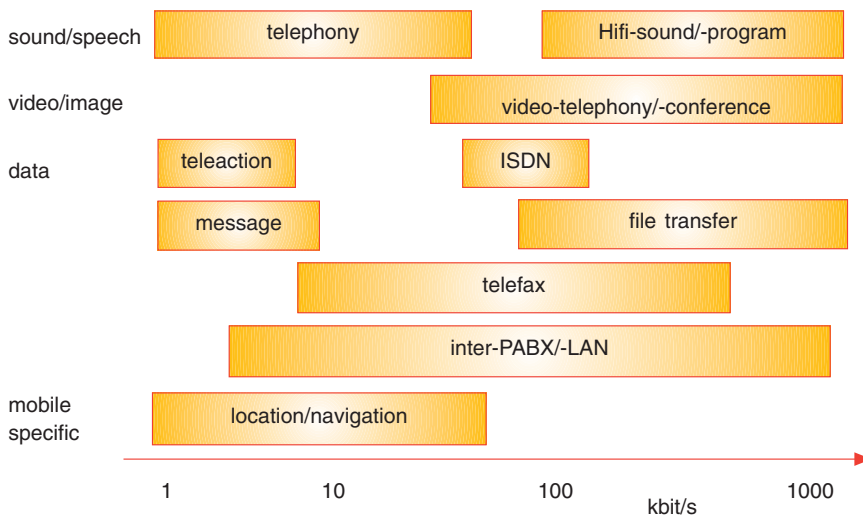 sound/speech
telephony
Hifi-sound/-program
video/image
video-telephony/-conference
data
teleaction
ISDN
message
file transfer
telefax
inter-PABX/-LAN
mobile
specific
location/navigation
1
10
100
1000
kbit/s